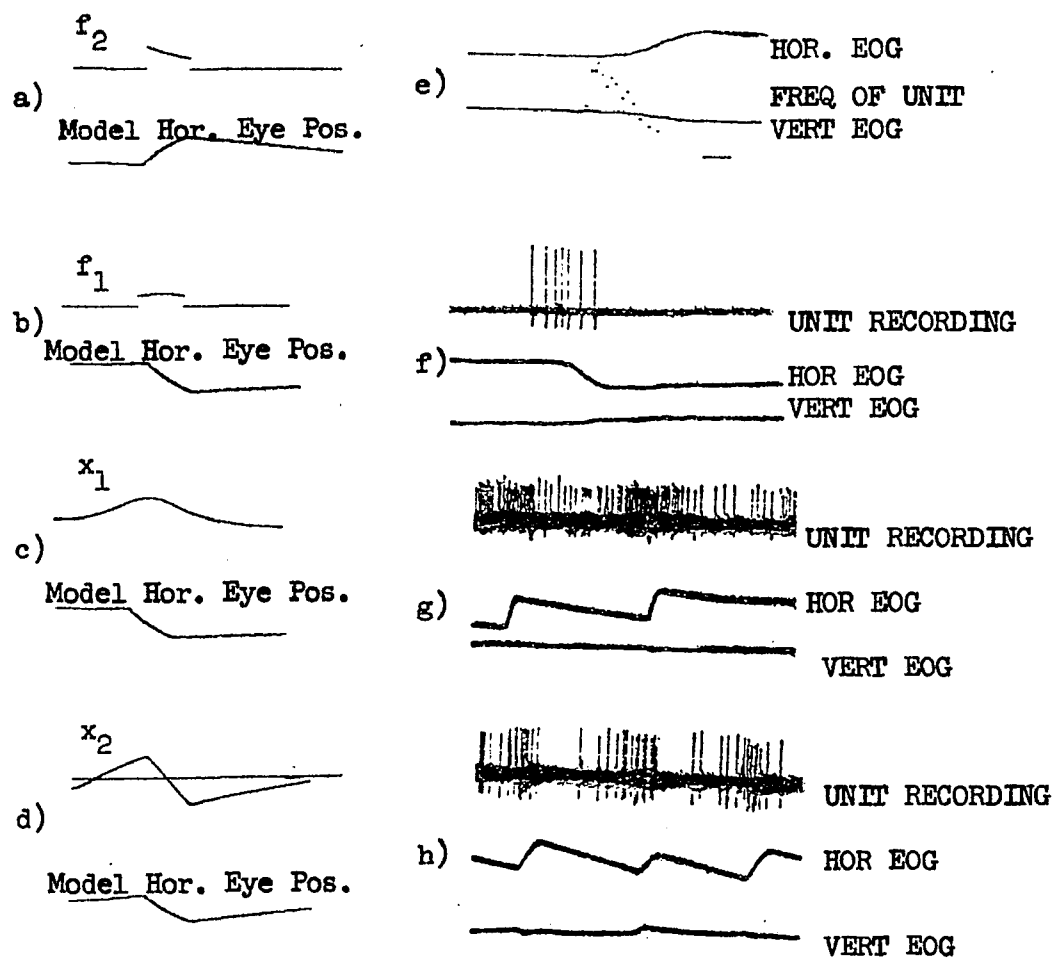 f2
a)
Model Hor. Eye Pos.
e)
HOR. EOG
FREQ OF UNIT
VERT EOG
f1
b)
Model Hor. Eye Pos.
f)
UNIT RECORDING
HOR EOG
VERT EOG
x1
c)
Model Hor. Eye Pos.
g)
UNIT RECORDING
HOR EOG
VERT EOG
x2
d)
Model Hor. Eye Pos.
h)
UNIT RECORDING
HOR EOG
VERT EOG